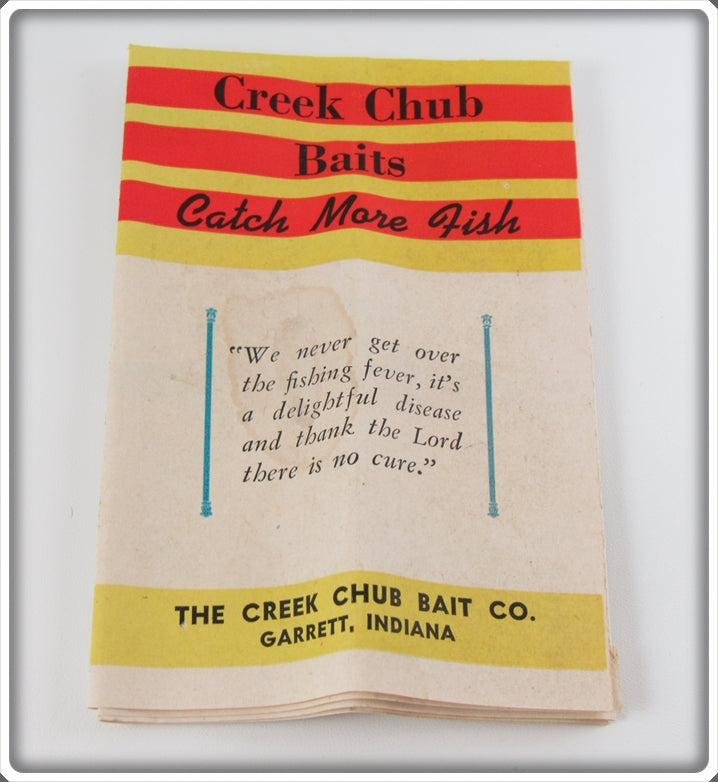 Creek Chub
Baits
Catch More Fish
“We never get over
the fishing fever, it’s
a delightful disease
and thank the Lord
there is no cure.”
THE CREEK CHUB BAIT CO.
GARRETT, INDIANA